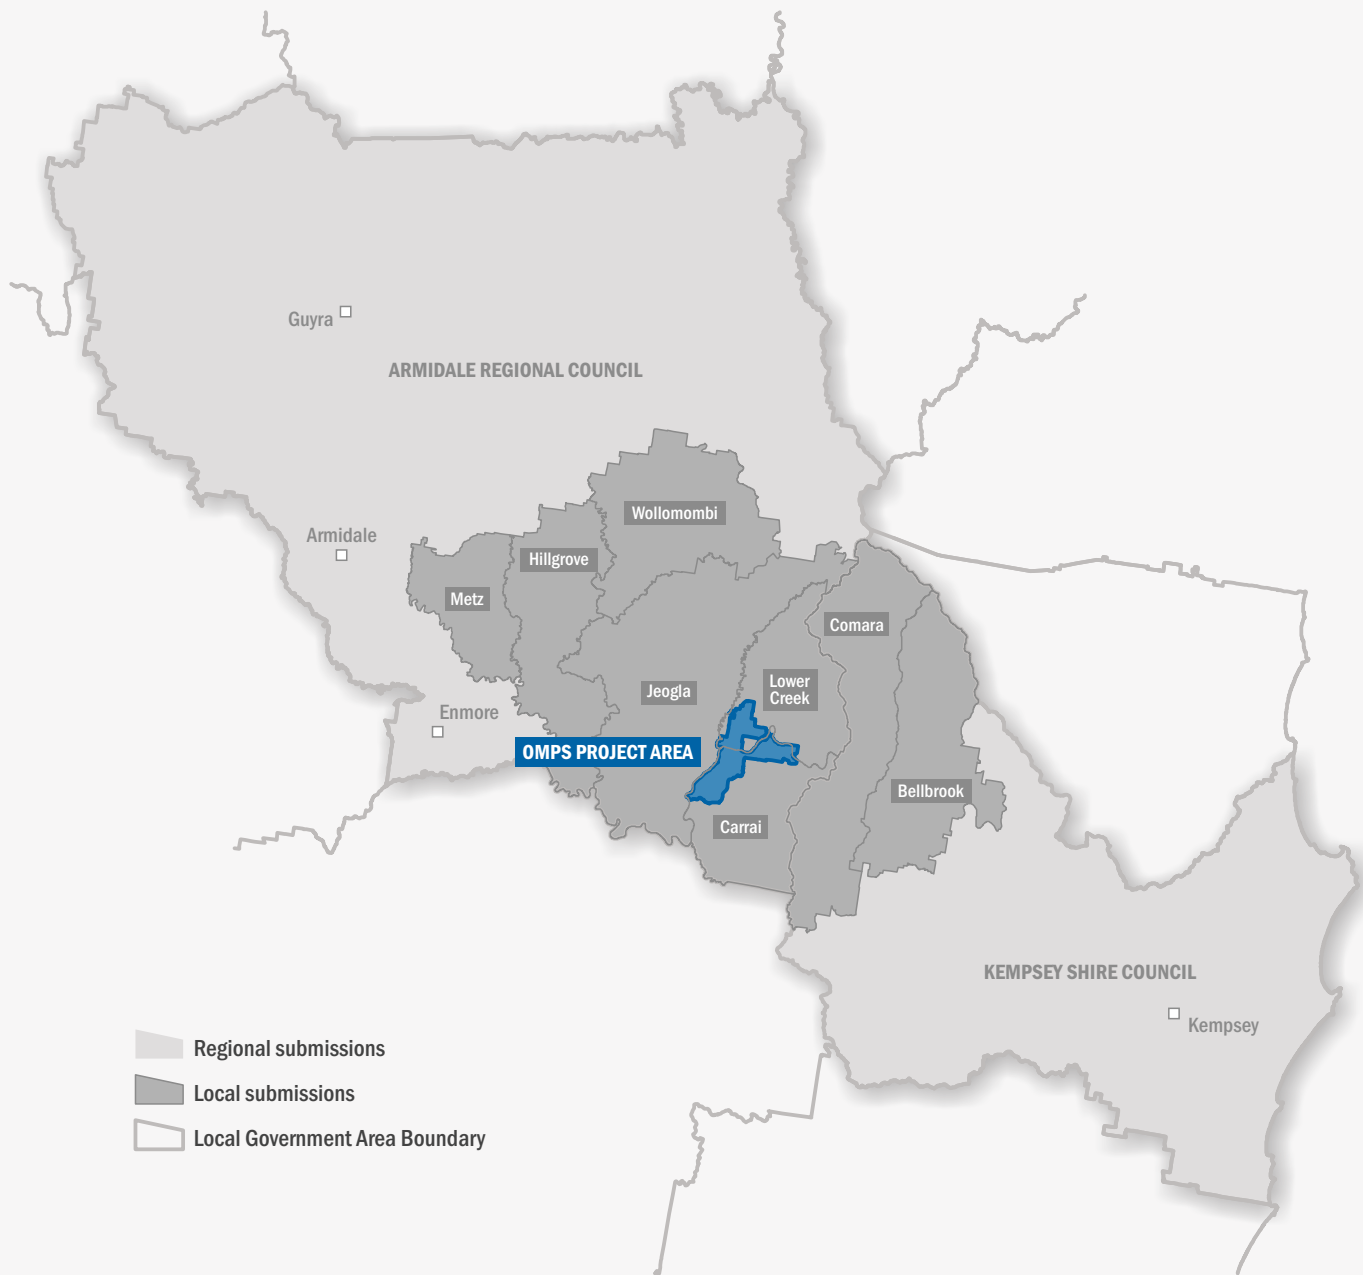 Guyra
ARMIDALE REGIONAL COUNCIL
Wollomombi
Armidale
Hillgrove
Metz
Comara
Lower
Creek
Jeogla
Enmore
OMPS PROJECT AREA
Bellbrook
Carrai
KEMPSEY SHIRE COUNCIL
Kempsey
Regional submissions
Local submissions
Local Government Area Boundary